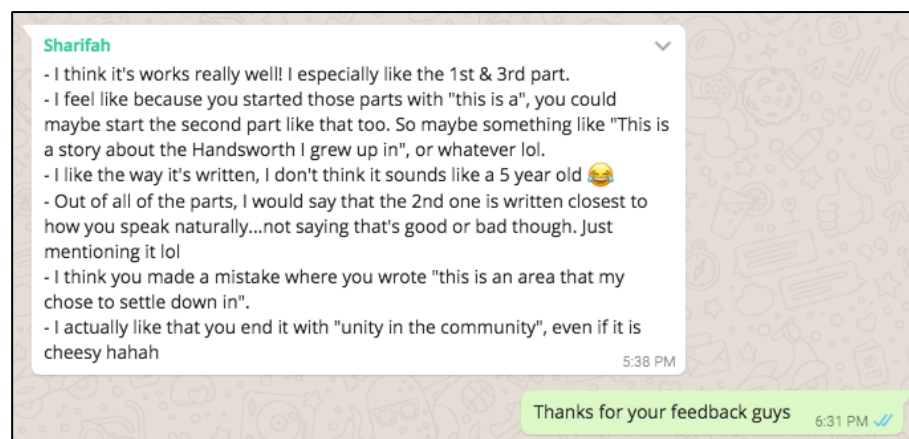 Sharifah
- I think it's works really well! I especially like the 1st & 3rd part.
- I feel like because you started those parts with "this is a", you could
maybe start the second part like that too. So maybe something like "This is
a story about the Handsworth I grew up in", or whatever lol.
- I like the way it's written, I don't think it sounds like a 5 year old 😂
- Out of all of the parts, I would say that the 2nd one is written closest to
how you speak naturally...not saying that's good or bad though. Just
mentioning it lol
- I think you made a mistake where you wrote "this is an area that my
chose to settle down in".
- I actually like that you end it with "unity in the community", even if it is
cheesy hahah
5:38 PM
Thanks for your feedback guys
6:31 PM